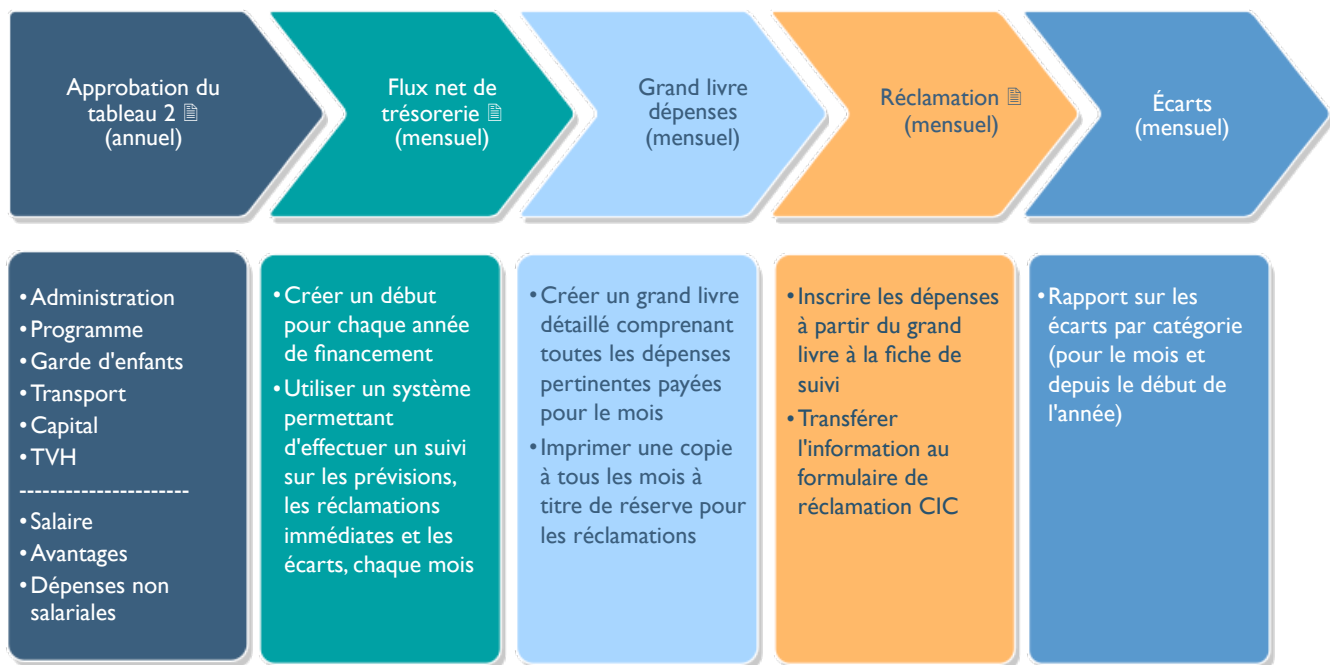 Approbation du
tableau 2 🖹
(annuel)
Flux net de
trésorerie 🖹
(mensuel)
Grand livre
dépenses
(mensuel)
Réclamation 🖹
(mensuel)
Écarts
(mensuel)
• Administration
• Programme
• Garde d'enfants
• Transport
• Capital
• TVH
----------------------
• Salaire
• Avantages
• Dépenses non
salariales
• Créer un début
pour chaque année
de financement
• Utiliser un système
permettant
d'effectuer un suivi
sur les prévisions,
les réclamations
immédiates et les
écarts, chaque mois
• Créer un grand livre
détaillé comprenant
toutes les dépenses
pertinentes payées
pour le mois
• Imprimer une copie
à tous les mois à
titre de réserve pour
les réclamations
• Inscrire les dépenses
à partir du grand
livre à la fiche de
suivi
• Transférer
l'information au
formulaire de
réclamation CIC
• Rapport sur les
écarts par catégorie
(pour le mois et
depuis le début de
l'année)